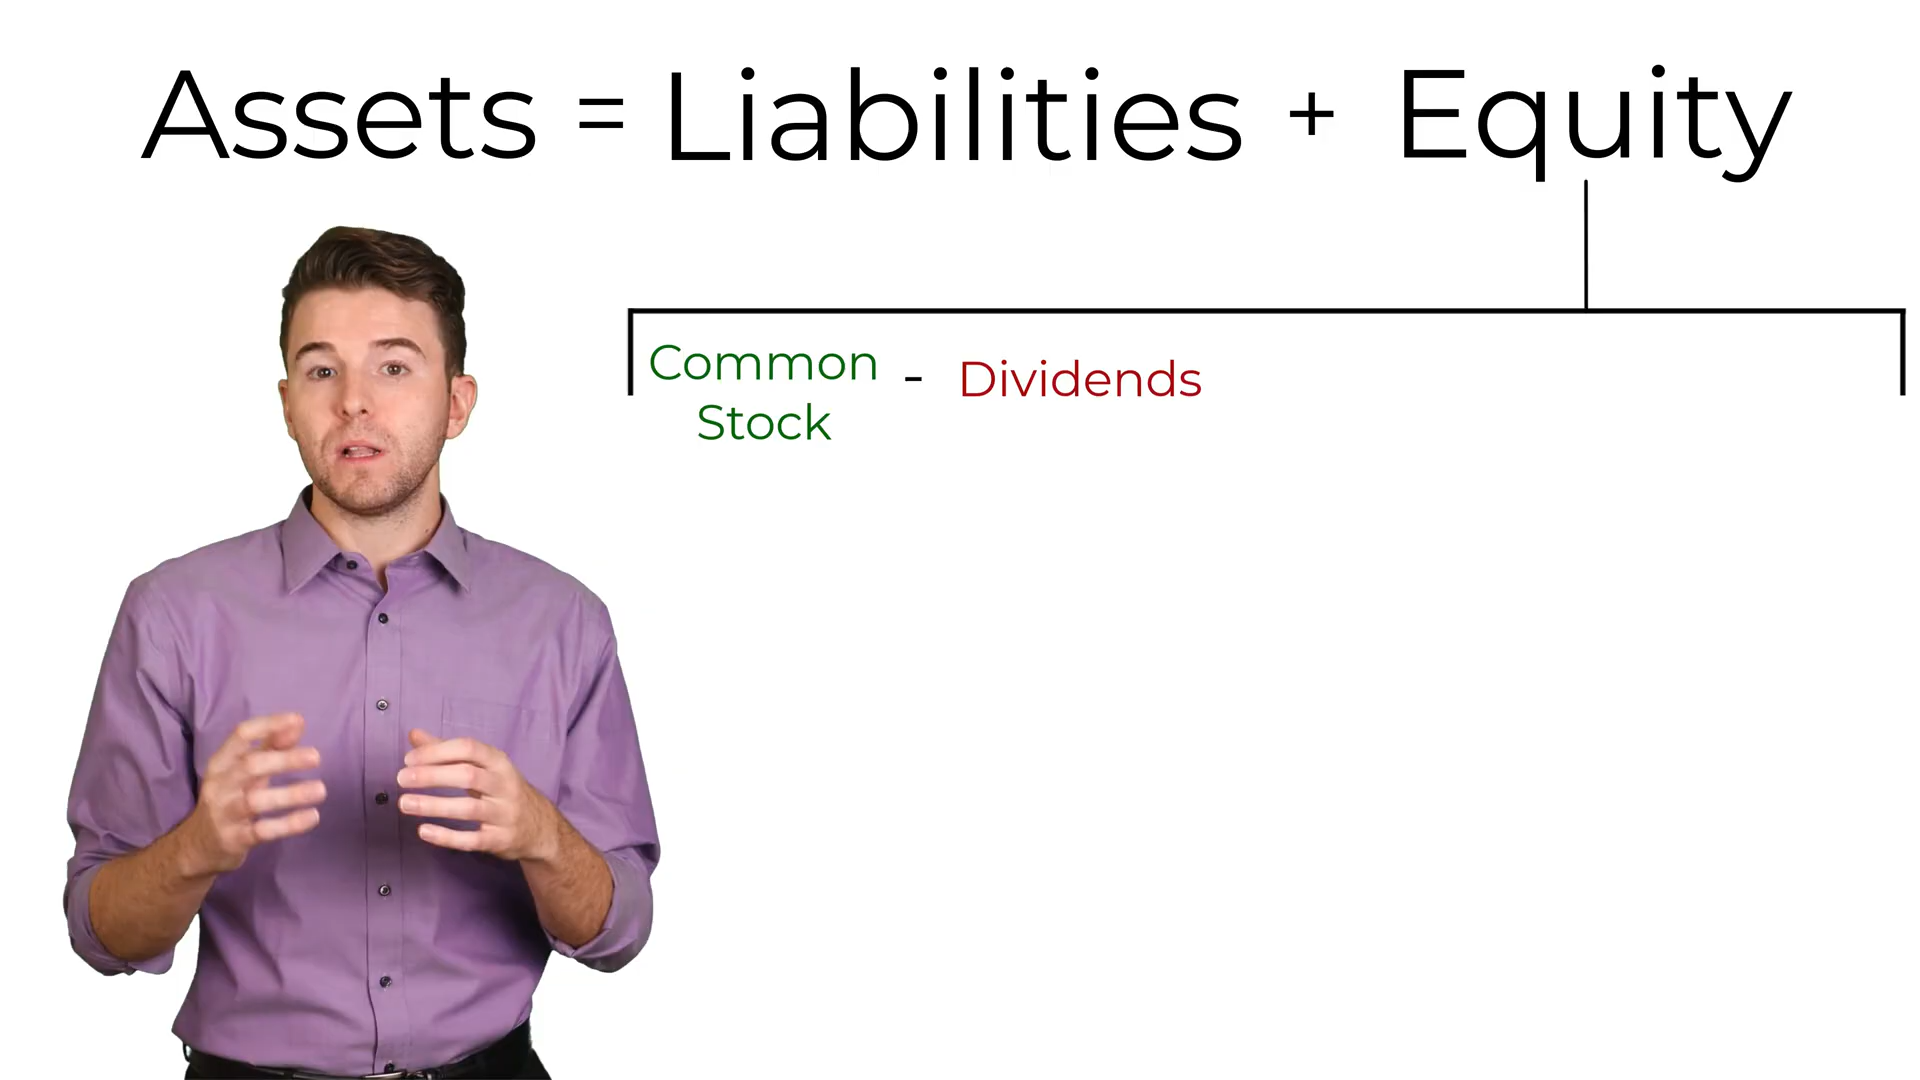 Assets = Liabilities + Equity
Common - Dividends
Stock